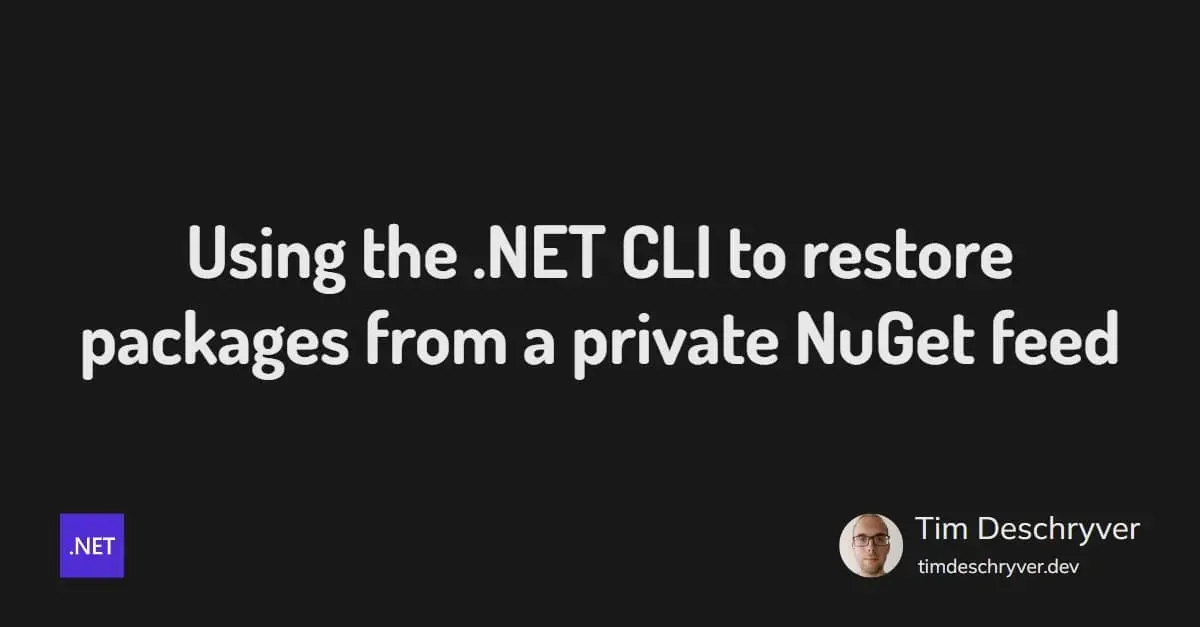 Using the .NET CLI to restore
packages from a private NuGet feed
.NET
Tim Deschryver
timdeschryver.dev